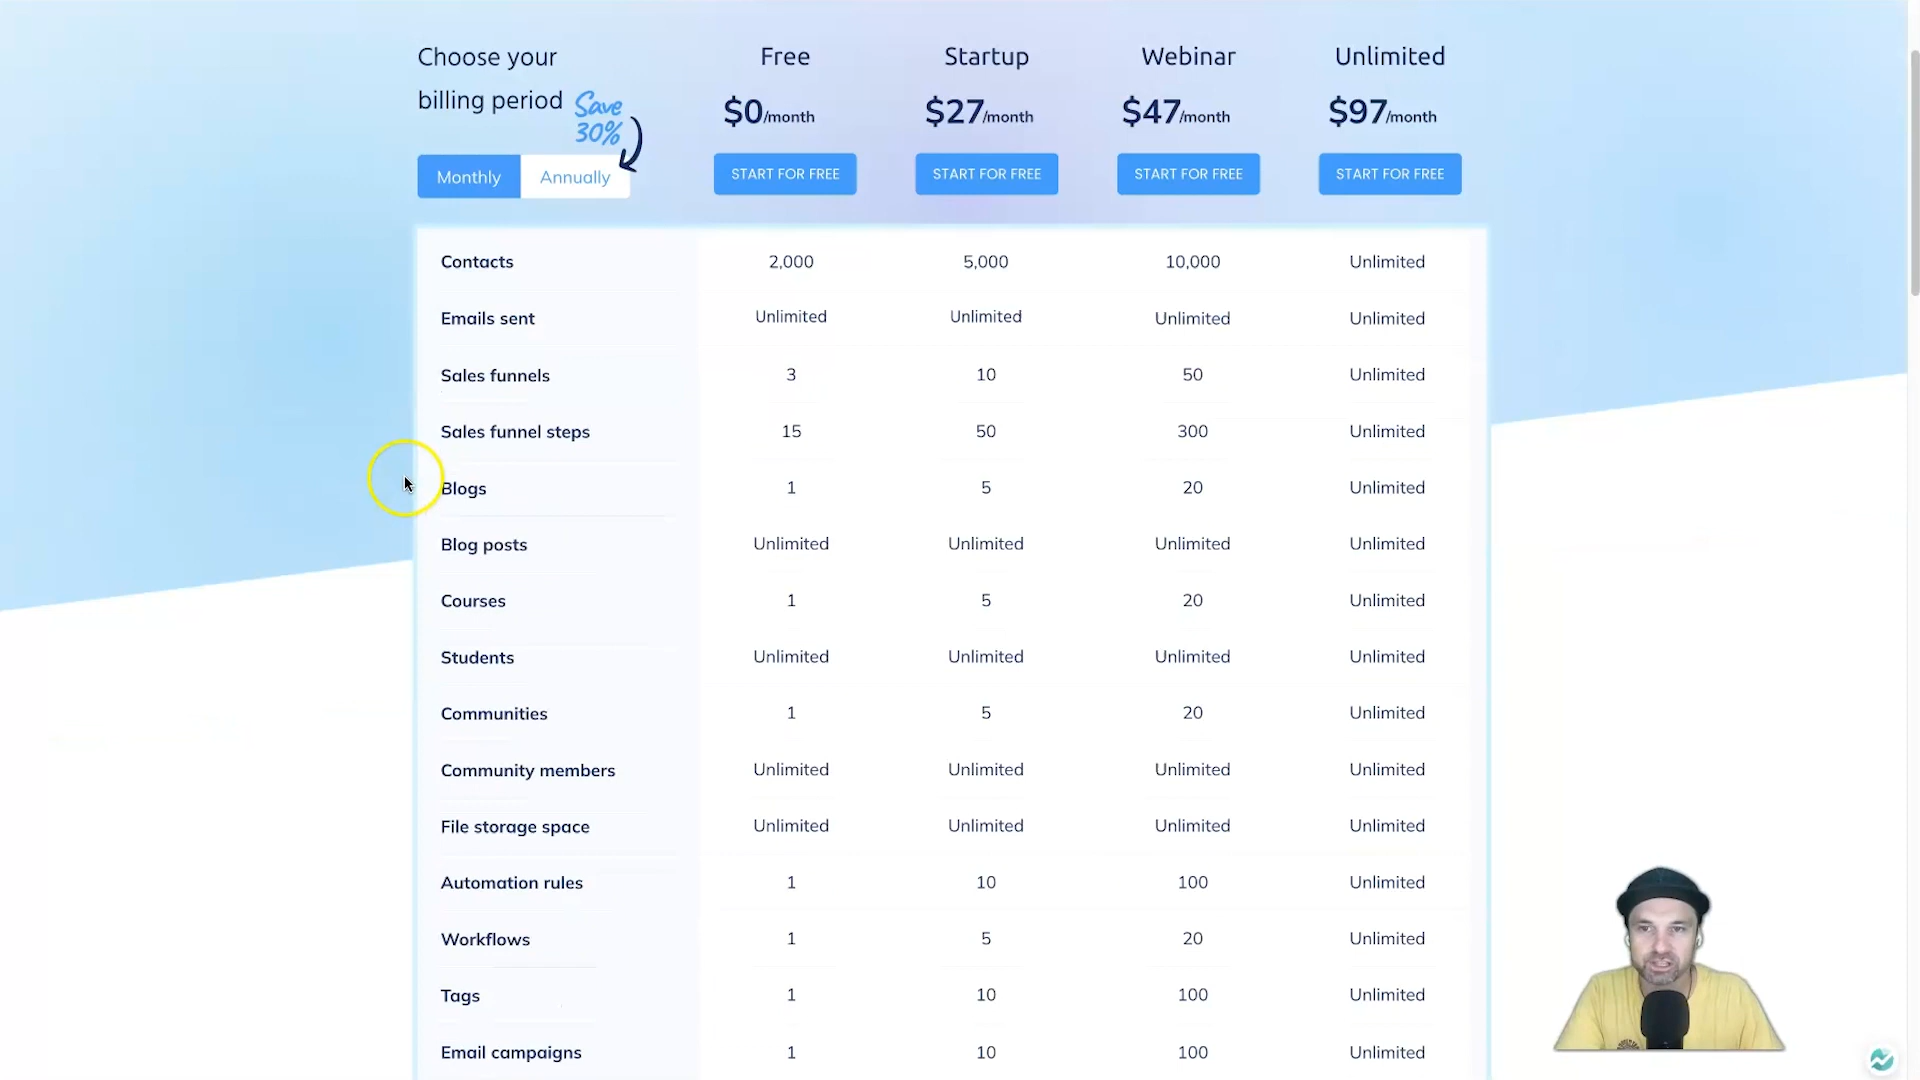 Choose your
billing period
Save
30%
Monthly
Annually
Free
Startup
Webinar
Unlimited
$0/month
$27/month
$47/month
$97/month
START FOR FREE
START FOR FREE
START FOR FREE
START FOR FREE
Contacts 2,000 5,000 10,000 Unlimited
Emails sent Unlimited Unlimited Unlimited Unlimited
Sales funnels 3 10 50 Unlimited
Sales funnel steps 15 50 300 Unlimited
Blogs 1 5 20 Unlimited
Blog posts Unlimited Unlimited Unlimited Unlimited
Courses 1 5 20 Unlimited
Students Unlimited Unlimited Unlimited Unlimited
Communities 1 5 20 Unlimited
Community members Unlimited Unlimited Unlimited Unlimited
File storage space Unlimited Unlimited Unlimited Unlimited
Automation rules 1 10 100 Unlimited
Workflows 1 5 20 Unlimited
Tags 1 10 100 Unlimited
Email campaigns 1 10 100 Unlimited